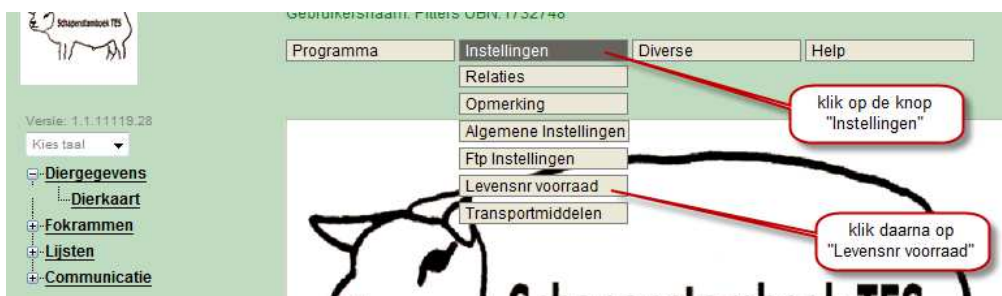 Schapenstamboek TES
Gebruikersnaam: Pitters UBN:1732748
Programma Instellingen Diverse Help
Relaties
Opmerking
Algemene Instellingen
Ftp Instellingen
Levensnr voorraad
Transportmiddelen
klik op de knop
"Instellingen"
klik daarna op
"Levensnr voorraad"
Versie: 1.1.11119.28
Kies taal
Diergegevens
Dierkaart
Fokrammen
Lijsten
Communicatie
Schapenstamboek TES